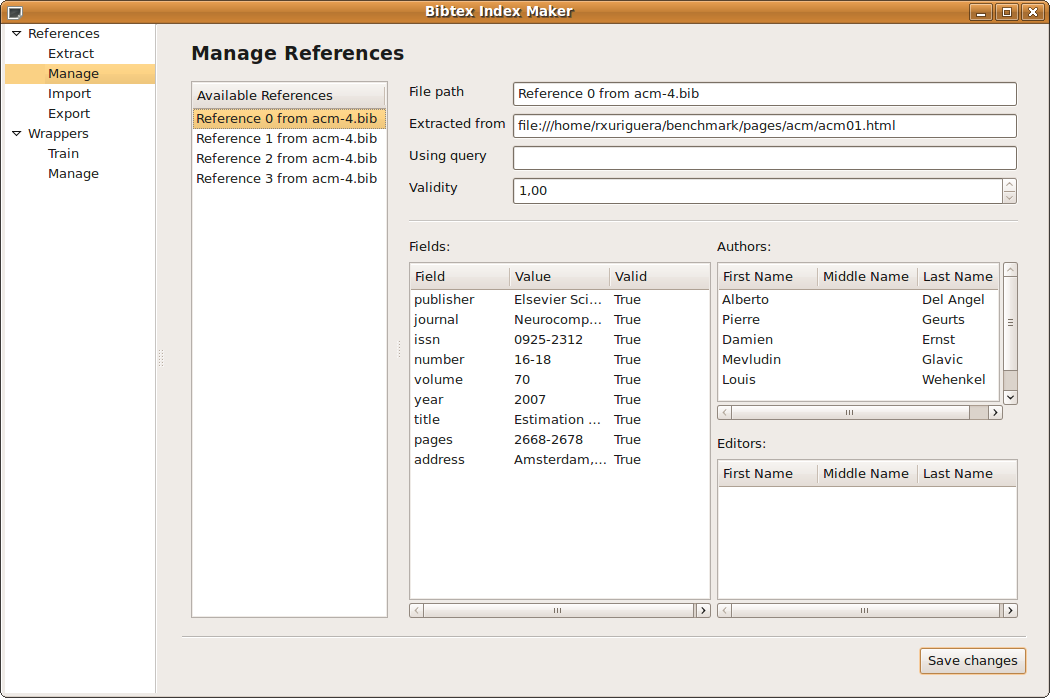 Bibtex Index Maker
References
Extract
Manage
Import
Export
Wrappers
Train
Manage
Manage References
Available References
Reference 0 from acm-4.bib
Reference 1 from acm-4.bib
Reference 2 from acm-4.bib
Reference 3 from acm-4.bib
File path Reference 0 from acm-4.bib
Extracted from file:///home/rxuriguera/benchmark/pages/acm/acm01.html
Using query
Validity 1,00
Fields:
Field Value Valid
publisher Elsevier Sci... True
journal Neurocomp... True
issn 0925-2312 True
number 16-18 True
volume 70 True
year 2007 True
title Estimation ... True
pages 2668-2678 True
address Amsterdam,... True
Authors:
First Name Middle Name Last Name
Alberto Del Angel
Pierre Geurts
Damien Ernst
Mevludin Glavic
Louis Wehenkel
Editors:
First Name Middle Name Last Name
Save changes